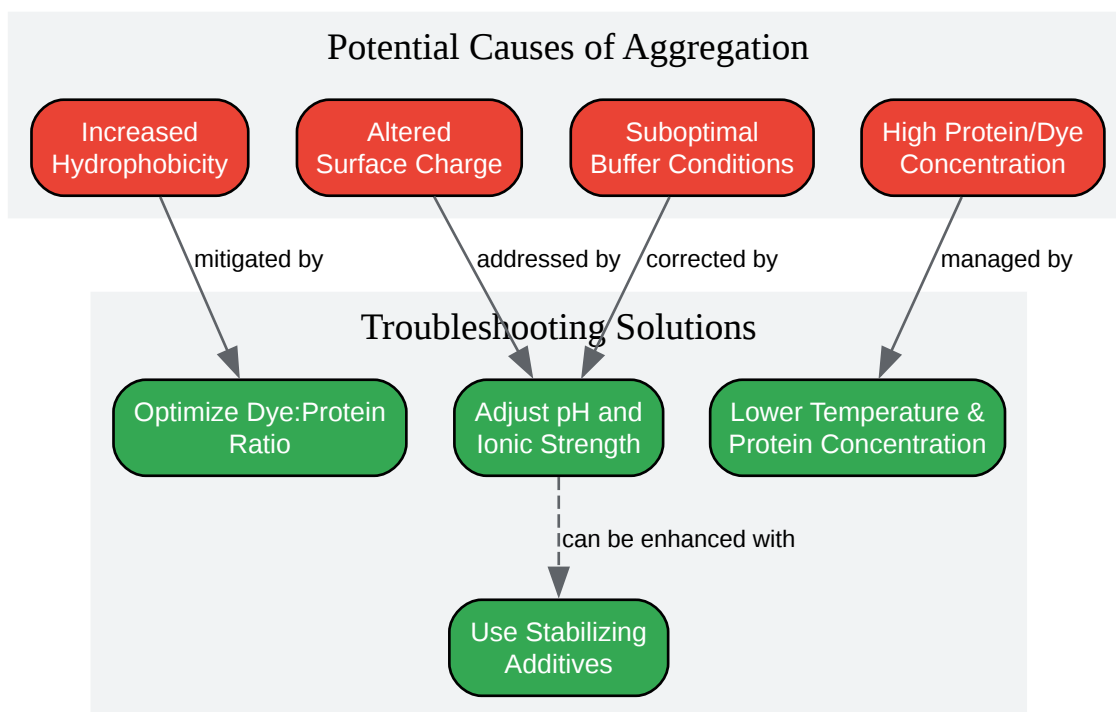 Potential Causes of Aggregation
Increased
Hydrophobicity
Altered
Surface Charge
Suboptimal
Buffer Conditions
High Protein/Dye
Concentration
mitigated by
addressed by
corrected by
managed by
Troubleshooting Solutions
Optimize Dye:Protein
Ratio
Adjust pH and
Ionic Strength
Lower Temperature &
Protein Concentration
can be enhanced with
Use Stabilizing
Additives